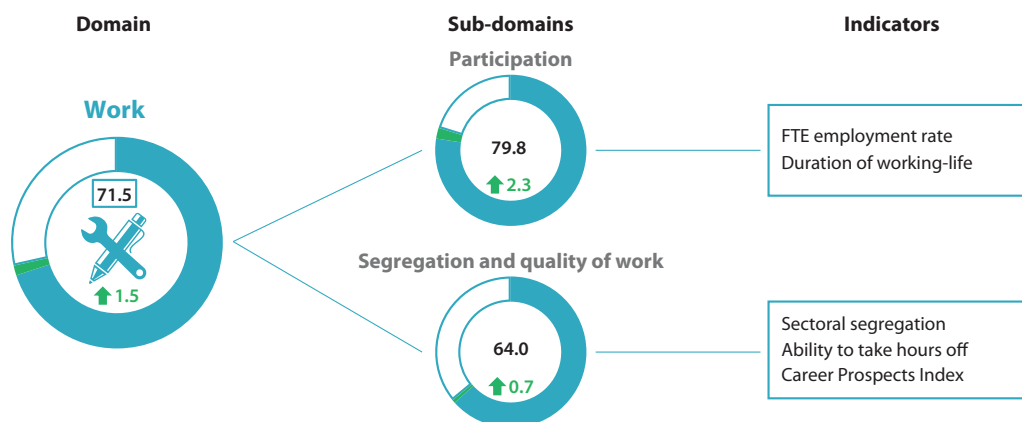 Domain
Sub-domains
Indicators
Work
71.5
1.5
Participation
79.8
2.3
FTE employment rate
Duration of working-life
Segregation and quality of work
64.0
0.7
Sectoral segregation
Ability to take hours off
Career Prospects Index